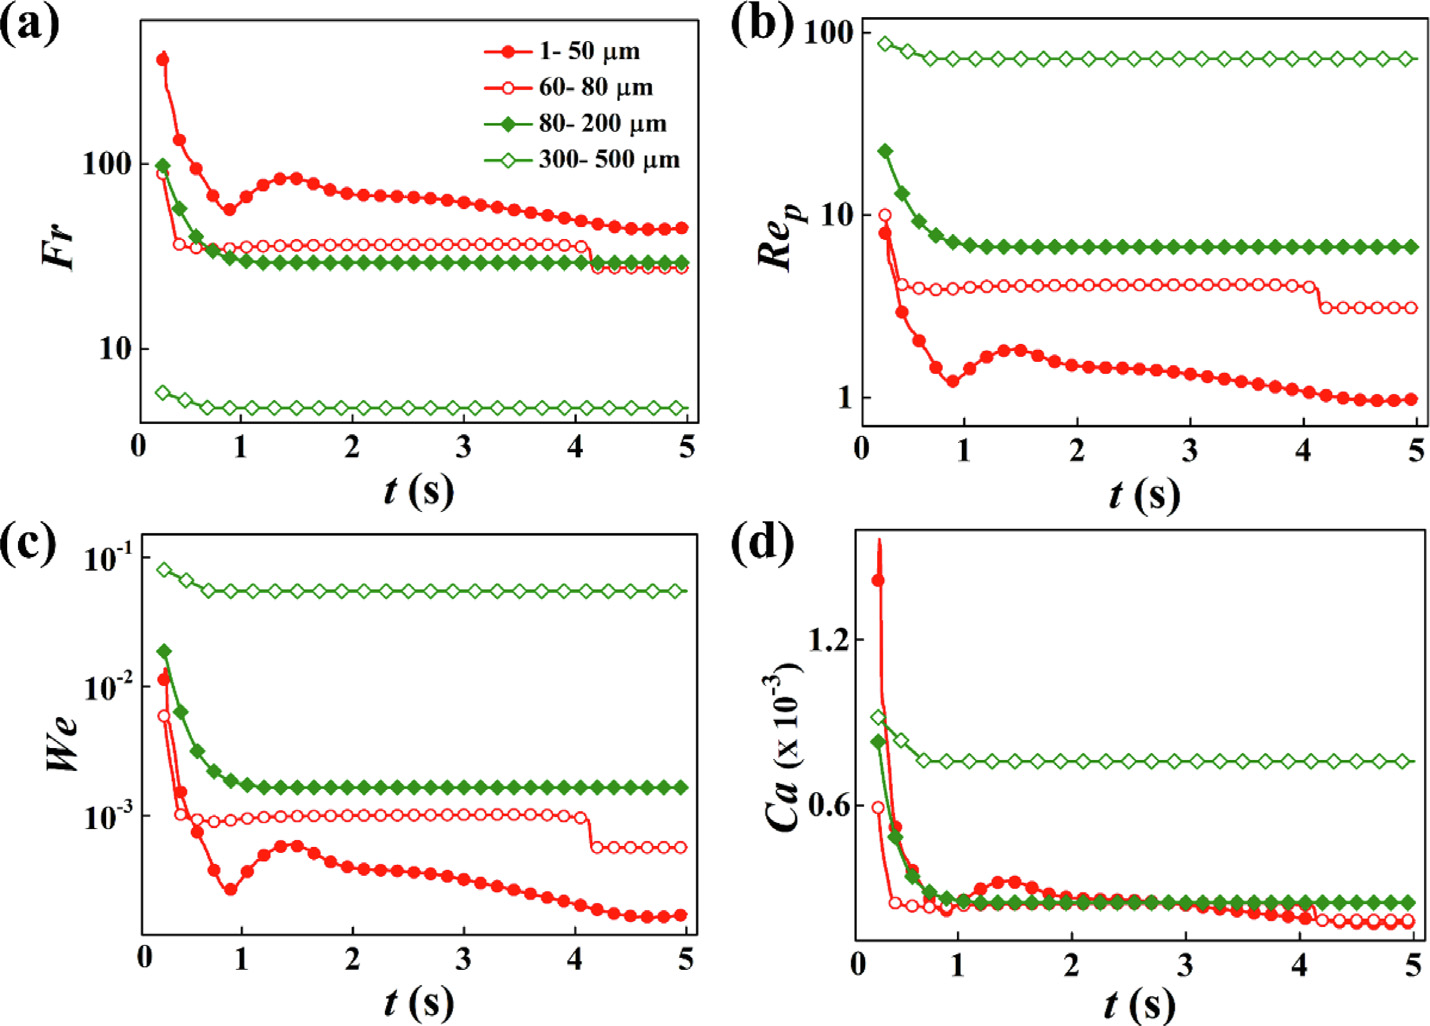 (a)
1- 50 μm
60- 80 μm
80- 200 μm
300- 500 μm
100
10
Fr
0 1 2 3 4 5
t (s)
(b)
100
10
1
Rep
0 1 2 3 4 5
t (s)
(c)
10-1
10-2
10-3
We
0 1 2 3 4 5
t (s)
(d)
1.2
0.6
Ca (x 10-3)
0 1 2 3 4 5
t (s)